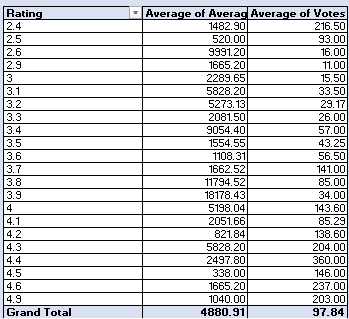 Rating Average of Averag Average of Votes
2.4 1482.90 216.50
2.5 520.00 93.00
2.6 9991.20 16.00
2.9 1665.20 11.00
3 2289.65 15.50
3.1 5828.20 33.50
3.2 5273.13 29.17
3.3 2081.50 26.00
3.4 9054.40 57.00
3.5 1554.55 43.25
3.6 1108.31 56.50
3.7 1662.52 141.00
3.8 11794.52 85.00
3.9 18178.43 34.00
4 5198.04 143.60
4.1 2051.66 85.29
4.2 821.84 138.60
4.3 5828.20 204.00
4.4 2497.80 360.00
4.5 338.00 146.00
4.6 1665.20 237.00
4.9 1040.00 203.00
Grand Total 4880.91 97.84